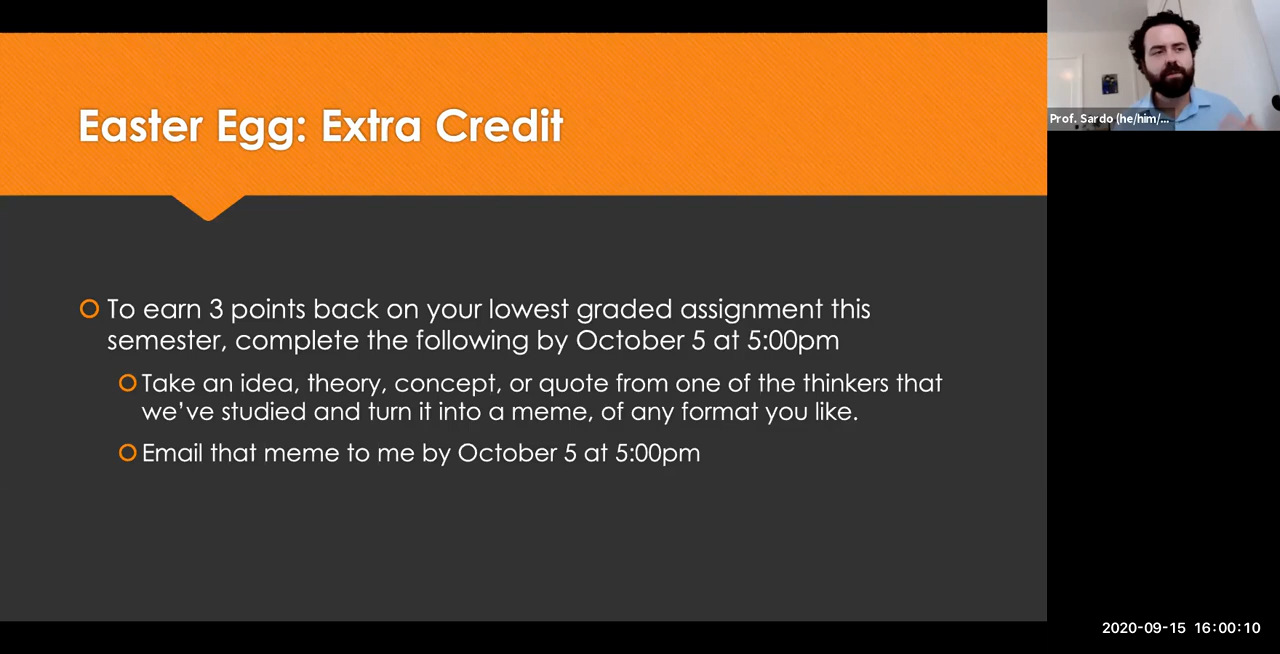 Easter Egg: Extra Credit
Prof. Sardo (he/him/...
To earn 3 points back on your lowest graded assignment this
semester, complete the following by October 5 at 5:00pm
Take an idea, theory, concept, or quote from one of the thinkers that
we’ve studied and turn it into a meme, of any format you like.
Email that meme to me by October 5 at 5:00pm
2020-09-15 16:00:10